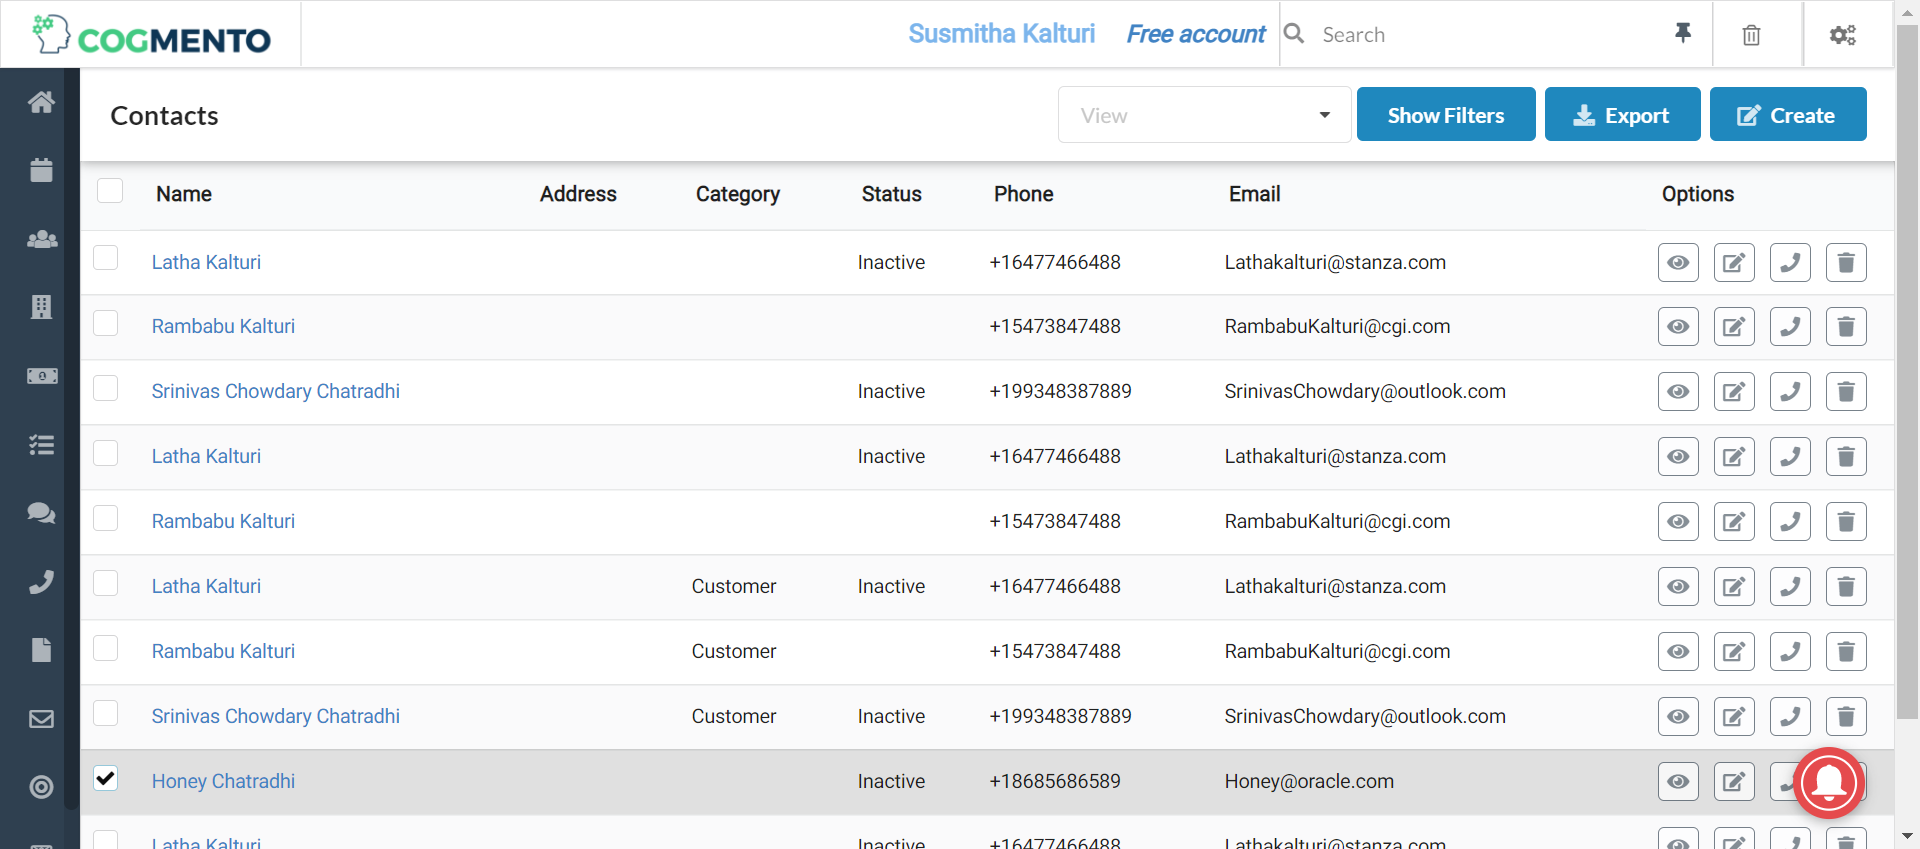 COGMENTO
Susmitha Kalturi Free account Search
Contacts View Show Filters Export Create
Name Address Category Status Phone Email Options
Latha Kalturi Inactive +16477466488 Lathakalturi@stanza.com
Rambabu Kalturi +15473847488 RambabuKalturi@cgi.com
Srinivas Chowdary Chatradhi Inactive +199348387889 SrinivasChowdary@outlook.com
Latha Kalturi Inactive +16477466488 Lathakalturi@stanza.com
Rambabu Kalturi +15473847488 RambabuKalturi@cgi.com
Latha Kalturi Customer Inactive +16477466488 Lathakalturi@stanza.com
Rambabu Kalturi Customer +15473847488 RambabuKalturi@cgi.com
Srinivas Chowdary Chatradhi Customer Inactive +199348387889 SrinivasChowdary@outlook.com
Honey Chatradhi Inactive +18685686589 Honey@oracle.com
Latha Kalturi Inactive +16477466488 Lathakalturi@stanza.com